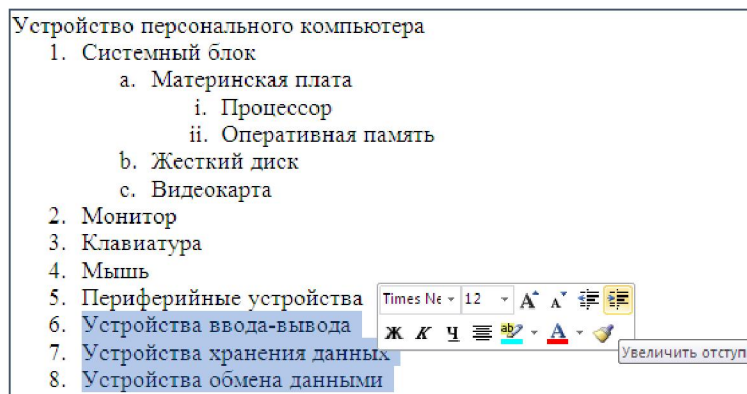 Устройство персонального компьютера
1. Системный блок
a. Материнская плата
i. Процессор
ii. Оперативная память
b. Жесткий диск
c. Видеокарта
2. Монитор
3. Клавиатура
4. Мышь
5. Периферийные устройства
Times Ne 12 A A
6. Устройства ввода-вывода
Ж К Ч ab A
7. Устройства хранения данных
Увеличить отступ
8. Устройства обмена данными